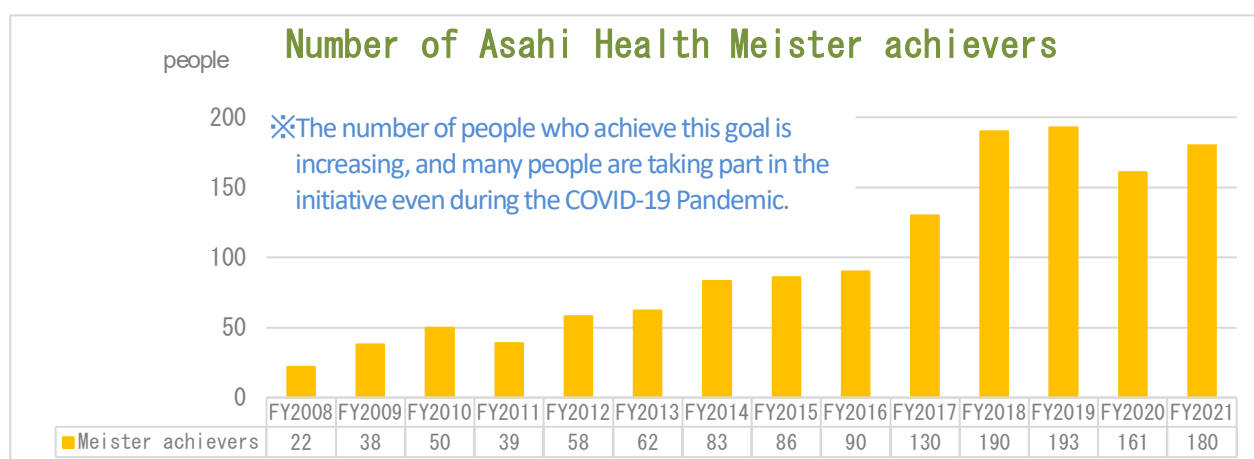 Number of Asahi Health Meister achievers
people
※The number of people who achieve this goal is
increasing, and many people are taking part in the
initiative even during the COVID-19 Pandemic.
200
150
100
50
0
FY2008 FY2009 FY2010 FY2011 FY2012 FY2013 FY2014 FY2015 FY2016 FY2017 FY2018 FY2019 FY2020 FY2021
Meister achievers 22 38 50 39 58 62 83 86 90 130 190 193 161 180